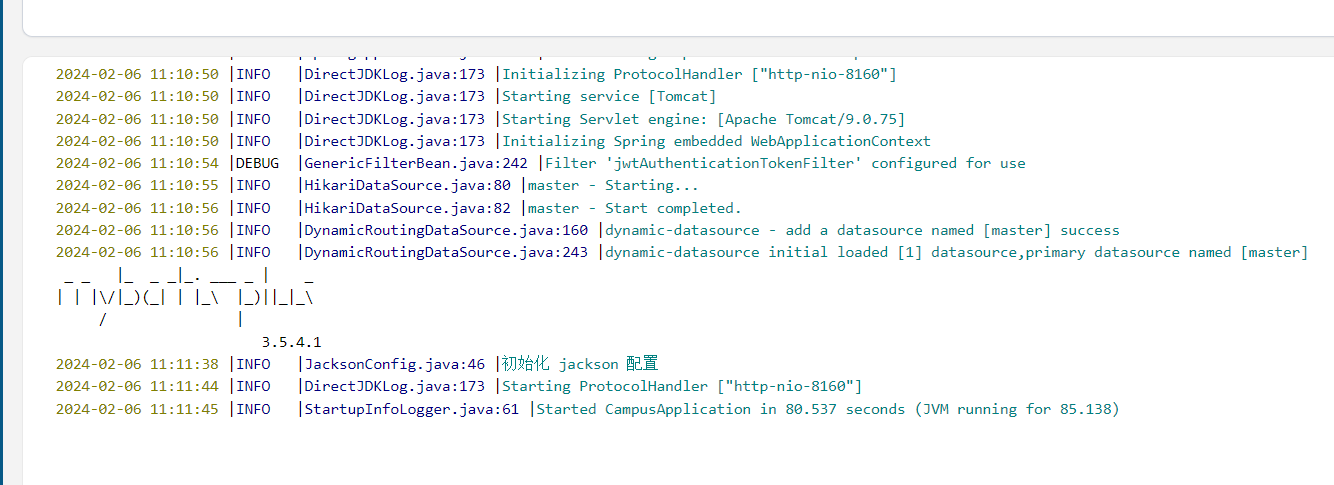 2024-02-06 11:10:50 |INFO   |DirectJDKLog.java:173 |Initializing ProtocolHandler ["http-nio-8160"]
2024-02-06 11:10:50 |INFO   |DirectJDKLog.java:173 |Starting service [Tomcat]
2024-02-06 11:10:50 |INFO   |DirectJDKLog.java:173 |Starting Servlet engine: [Apache Tomcat/9.0.75]
2024-02-06 11:10:50 |INFO   |DirectJDKLog.java:173 |Initializing Spring embedded WebApplicationContext
2024-02-06 11:10:54 |DEBUG  |GenericFilterBean.java:242 |Filter 'jwtAuthenticationTokenFilter' configured for use
2024-02-06 11:10:55 |INFO   |HikariDataSource.java:80 |master - Starting...
2024-02-06 11:10:56 |INFO   |HikariDataSource.java:82 |master - Start completed.
2024-02-06 11:10:56 |INFO   |DynamicRoutingDataSource.java:160 |dynamic-datasource - add a datasource named [master] success
2024-02-06 11:10:56 |INFO   |DynamicRoutingDataSource.java:243 |dynamic-datasource initial loaded [1] datasource,primary datasource named [master]
 _ _   |_  _ _|_. ___ _ |    _
| | |\/|_)(_| | |_\  |_)||_|_\
     /               |
                        3.5.4.1
2024-02-06 11:11:38 |INFO   |JacksonConfig.java:46 |初始化 jackson 配置
2024-02-06 11:11:44 |INFO   |DirectJDKLog.java:173 |Starting ProtocolHandler ["http-nio-8160"]
2024-02-06 11:11:45 |INFO   |StartupInfoLogger.java:61 |Started CampusApplication in 80.537 seconds (JVM running for 85.138)